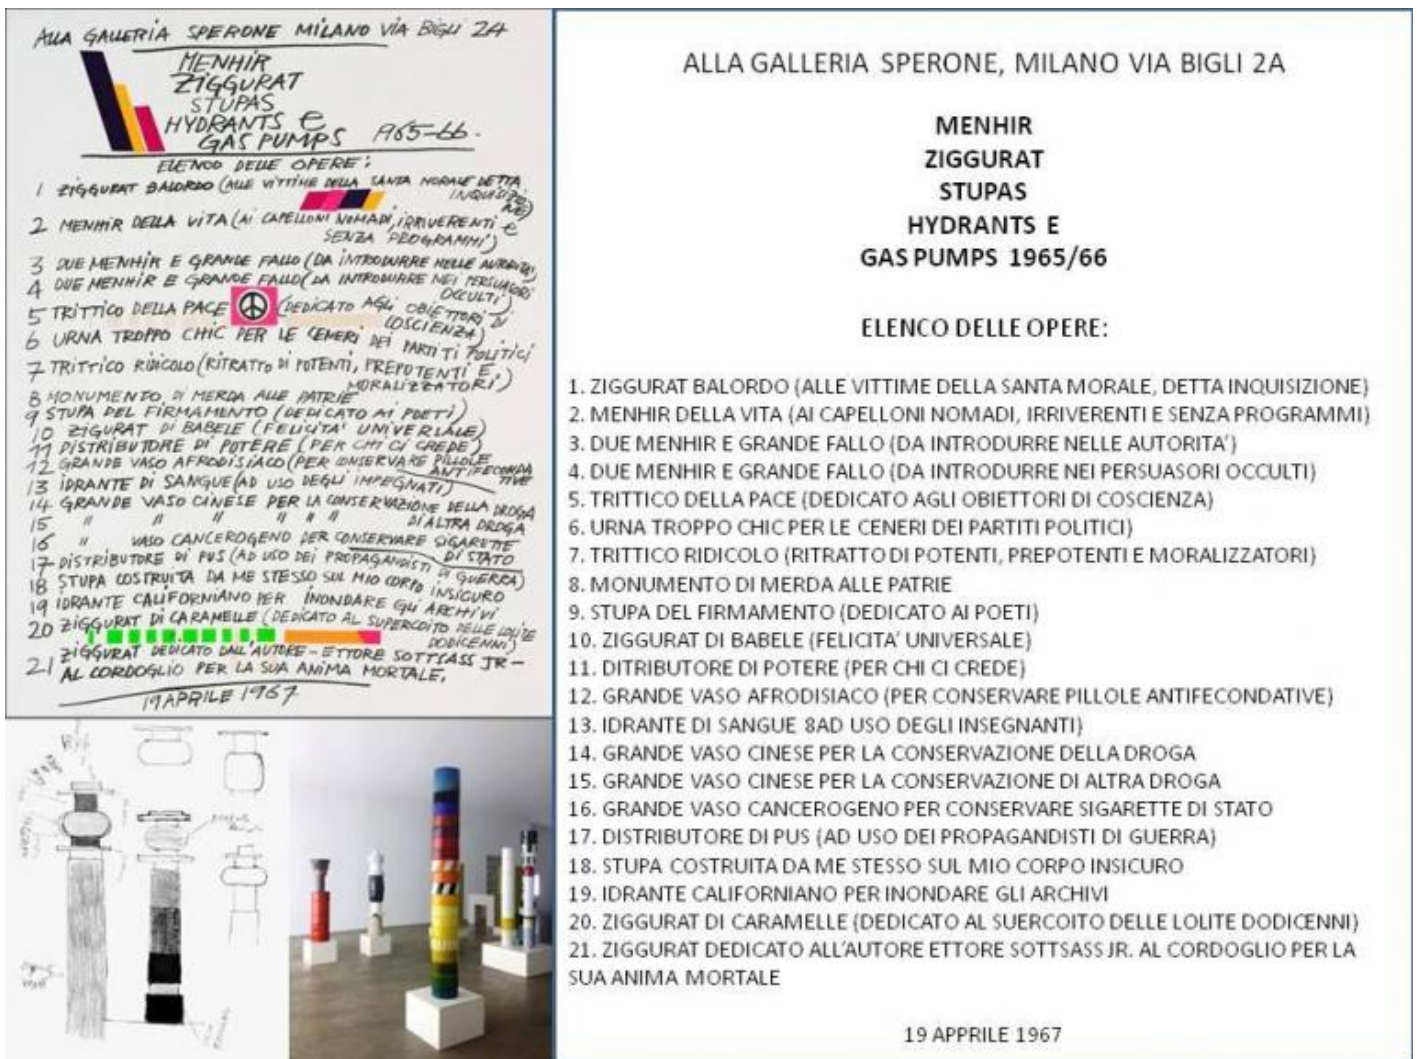 ALLA GALLERIA SPERONE MILANO VIA BIGLI 2A
MENHIR
ZIGGURAT
STUPAS
HYDRANTS e
GAS PUMPS 1965-66.
ELENCO DELLE OPERE:
1 ZIGGURAT BALORDO (ALLE VITTIME DELLA SANTA MORALE DETTA
INQUISIZIO
NE)
2 MENHIR DELLA VITA (AI CAPELLONI NOMADI, IRRIVERENTI e
SENZA PROGRAMMI)
3 DUE MENHIR E GRANDE FALLO (DA INTRODURRE NELLE AUTORITA')
4 DUE MENHIR E GRANDE FALLO (DA INTRODURRE NEI PERSUASORI
OCCULTI)
5 TRITTICO DELLA PACE (DEDICATO AGLI OBIETTORI DI
COSCIENZA)
6 URNA TROPPO CHIC PER LE CENERI DEI PARTITI POLITICI
7 TRITTICO RIDICOLO (RITRATTO DI POTENTI, PREPOTENTI E
MORALIZZATORI)
8 MONUMENTO DI MERDA ALLE PATRIE
9 STUPA DEL FIRMAMENTO (DEDICATO AI POETI)
10 ZIGURAT DI BABELE (FELICITA' UNIVERSALE)
11 DISTRIBUTORE DI POTERE (PER CHI CI CREDE)
12 GRANDE VASO AFRODISIACO (PER CONSERVARE PILLOLE
ANTIFECONDA
TIVE)
13 IDRANTE DI SANGUE (AD USO DEGLI IMPEGNATI)
14 GRANDE VASO CINESE PER LA CONSERVAZIONE DELLA DROGA
15 " " " " " " DI ALTRA DROGA
16 " VASO CANCEROGENO PER CONSERVARE SIGARETTE
DI STATO
17 DISTRIBUTORE DI PUS (AD USO DEI PROPAGANDISTI DI GUERRA)
18 STUPA COSTRUITA DA ME STESSO SUL MIO CORPO INSICURO
19 IDRANTE CALIFORNIANO PER INONDARE GLI ARCHIVI
20 ZIGGURAT DI CARAMELLE (DEDICATO AL SUPERCOITO DELLE LOLITE
DODICENNI)
21 ZIGGURAT DEDICATO DALL'AUTORE - ETTORE SOTTSASS JR -
AL CORDOGLIO PER LA SUA ANIMA MORTALE.
19 APRILE 1967
ALLA GALLERIA SPERONE, MILANO VIA BIGLI 2A
MENHIR
ZIGGURAT
STUPAS
HYDRANTS E
GAS PUMPS 1965/66
ELENCO DELLE OPERE:
1. ZIGGURAT BALORDO (ALLE VITTIME DELLA SANTA MORALE, DETTA INQUISIZIONE)
2. MENHIR DELLA VITA (AI CAPELLONI NOMADI, IRRIVERENTI E SENZA PROGRAMMI)
3. DUE MENHIR E GRANDE FALLO (DA INTRODURRE NELLE AUTORITA')
4. DUE MENHIR E GRANDE FALLO (DA INTRODURRE NEI PERSUASORI OCCULTI)
5. TRITTICO DELLA PACE (DEDICATO AGLI OBIETTORI DI COSCIENZA)
6. URNA TROPPO CHIC PER LE CENERI DEI PARTITI POLITICI)
7. TRITTICO RIDICOLO (RITRATTO DI POTENTI, PREPOTENTI E MORALIZZATORI)
8. MONUMENTO DI MERDA ALLE PATRIE
9. STUPA DEL FIRMAMENTO (DEDICATO AI POETI)
10. ZIGGURAT DI BABELE (FELICITA' UNIVERSALE)
11. DITRIBUTORE DI POTERE (PER CHI CI CREDE)
12. GRANDE VASO AFRODISIACO (PER CONSERVARE PILLOLE ANTIFECONDATIVE)
13. IDRANTE DI SANGUE 8AD USO DEGLI INSEGNANTI)
14. GRANDE VASO CINESE PER LA CONSERVAZIONE DELLA DROGA
15. GRANDE VASO CINESE PER LA CONSERVAZIONE DI ALTRA DROGA
16. GRANDE VASO CANCEROGENO PER CONSERVARE SIGARETTE DI STATO
17. DISTRIBUTORE DI PUS (AD USO DEI PROPAGANDISTI DI GUERRA)
18. STUPA COSTRUITA DA ME STESSO SUL MIO CORPO INSICURO
19. IDRANTE CALIFORNIANO PER INONDARE GLI ARCHIVI
20. ZIGGURAT DI CARAMELLE (DEDICATO AL SUERCOITO DELLE LOLITE DODICENNI)
21. ZIGGURAT DEDICATO ALL'AUTORE ETTORE SOTTSASS JR. AL CORDOGLIO PER LA
SUA ANIMA MORTALE
19 APPRILE 1967